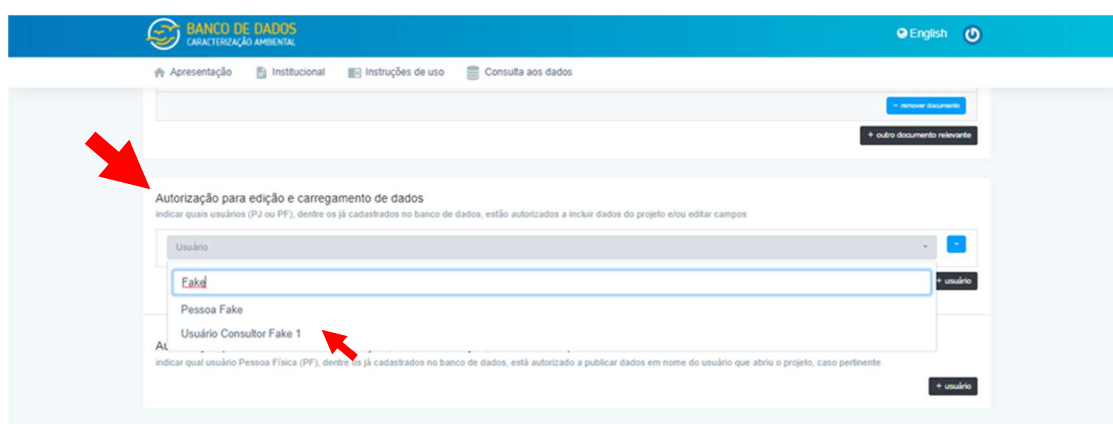 BANCO DE DADOS
CARACTERIZAÇÃO AMBIENTAL
English
Apresentação
Institucional
Instruções de uso
Consulta aos dados
- remover documento
+ outro documento relevante
Autorização para edição e carregamento de dados
indicar quais usuários (PJ ou PF), dentre os já cadastrados no banco de dados, estão autorizados a incluir dados do projeto e/ou editar campos
Usuário
-
Fake
+ usuário
Pessoa Fake
Usuário Consultor Fake 1
indicar qual usuário Pessoa Física (PF), dentre os já cadastrados no banco de dados, está autorizado a publicar dados em nome do usuário que abriu o projeto, caso pertinente
+ usuário